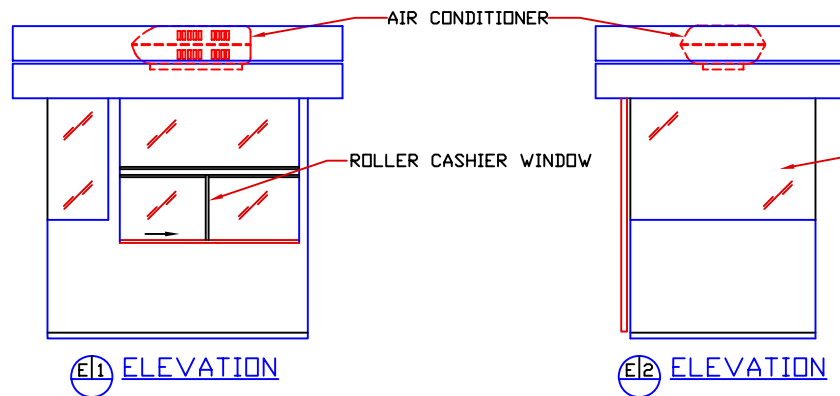 AIR CONDITIONER
ROLLER CASHIER WINDOW
E|1 ELEVATION
E|2 ELEVATION